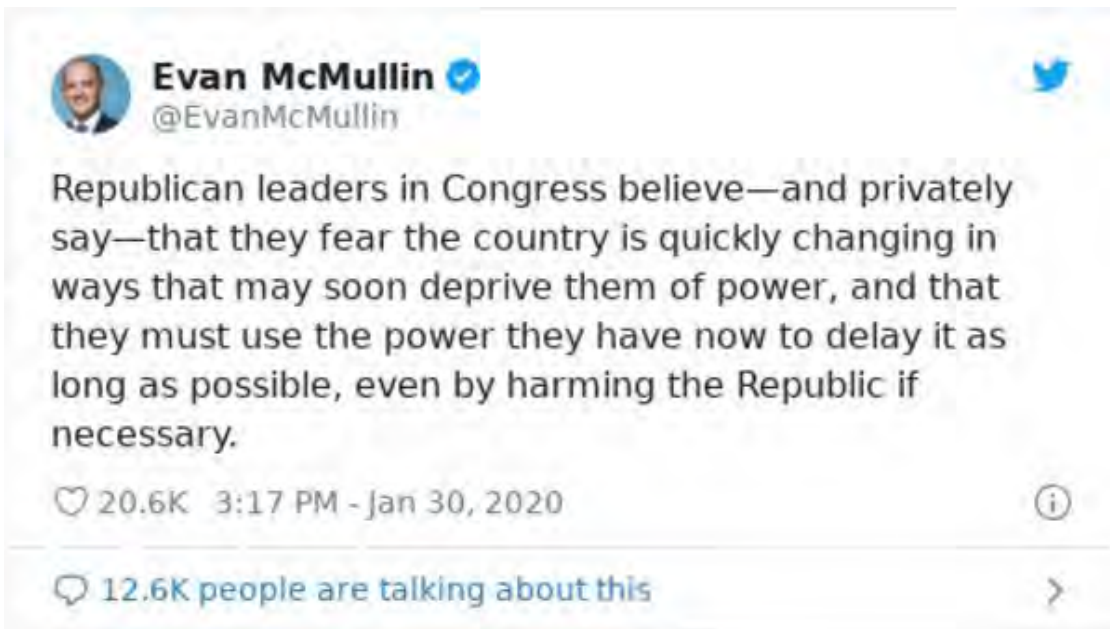 Evan McMullin
@EvanMcMullin
Republican leaders in Congress believe—and privately
say—that they fear the country is quickly changing in
ways that may soon deprive them of power, and that
they must use the power they have now to delay it as
long as possible, even by harming the Republic if
necessary.
20.6K 3:17 PM - Jan 30, 2020
12.6K people are talking about this